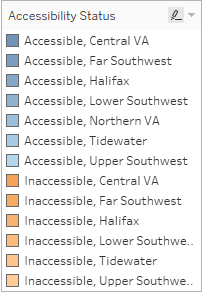 Accessibility Status
Accessible, Central VA
Accessible, Far Southwest
Accessible, Halifax
Accessible, Lower Southwest
Accessible, Northern VA
Accessible, Tidewater
Accessible, Upper Southwest
Inaccessible, Central VA
Inaccessible, Far Southwest
Inaccessible, Halifax
Inaccessible, Lower Southwe..
Inaccessible, Tidewater
Inaccessible, Upper Southwe..